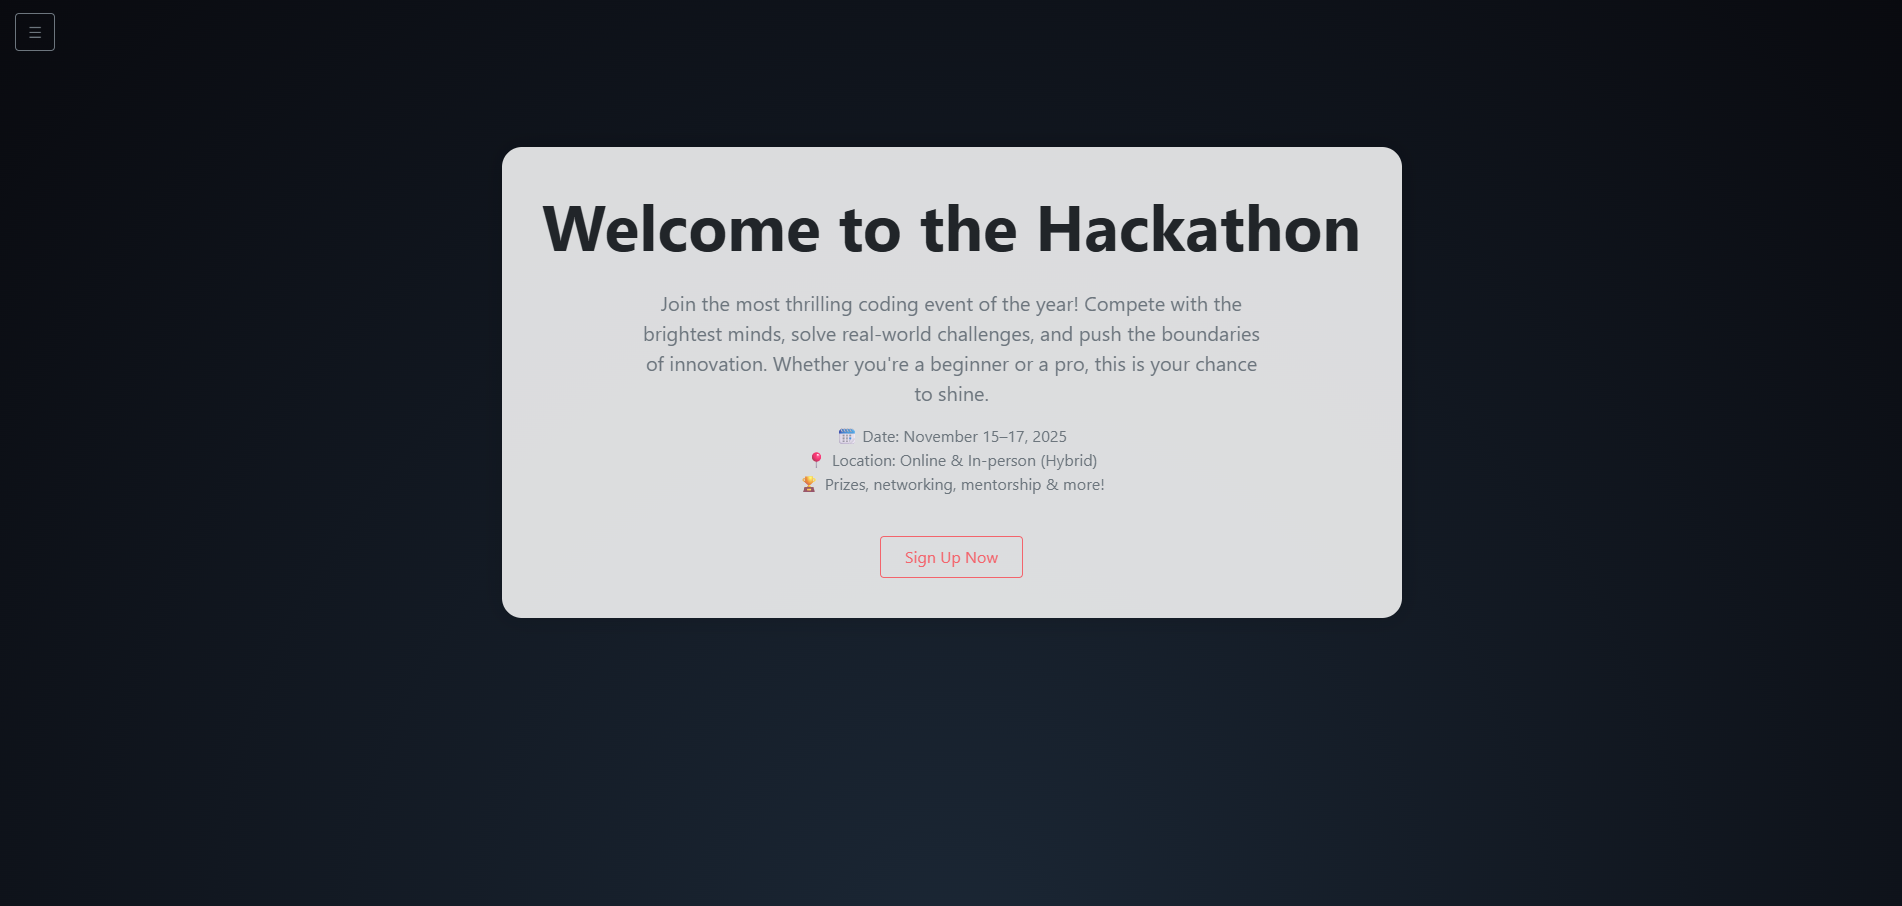 ☰
Welcome to the Hackathon
Join the most thrilling coding event of the year! Compete with the
brightest minds, solve real-world challenges, and push the boundaries
of innovation. Whether you're a beginner or a pro, this is your chance
to shine.
🗓️ Date: November 15–17, 2025
📍 Location: Online & In-person (Hybrid)
🏆 Prizes, networking, mentorship & more!
Sign Up Now